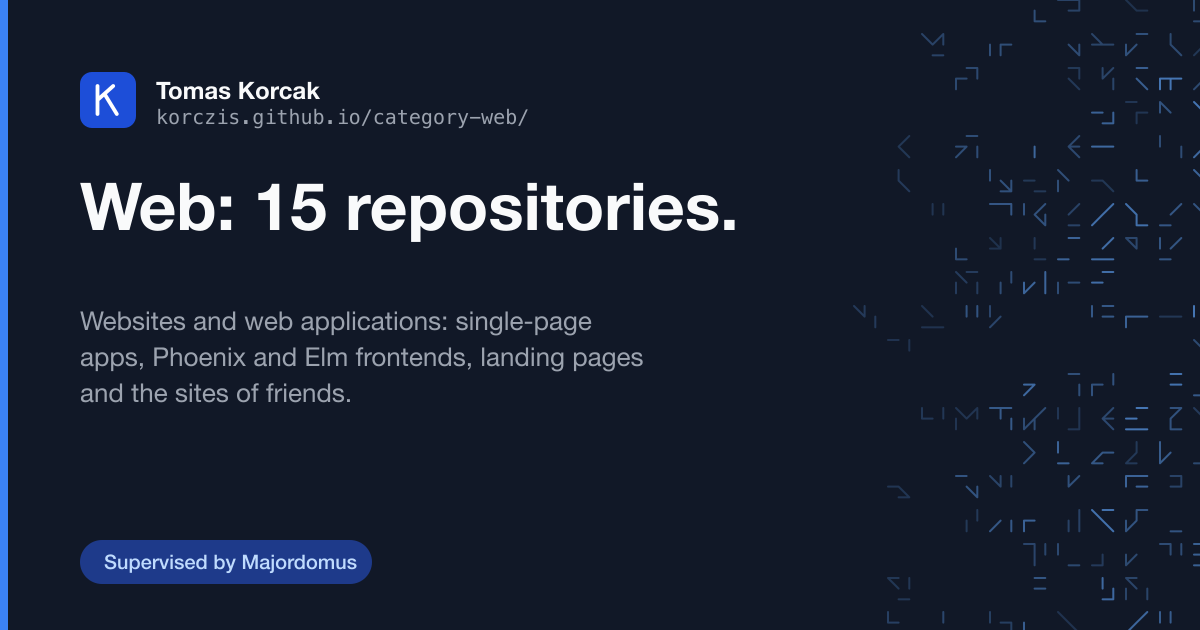 K
Tomas Korcak
korczis.github.io/category-web/
Web: 15 repositories.
Websites and web applications: single-page
apps, Phoenix and Elm frontends, landing pages
and the sites of friends.
Supervised by Majordomus